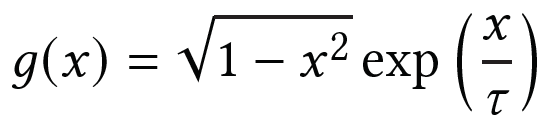 g(x) = √(1 − x²) exp (x/τ)